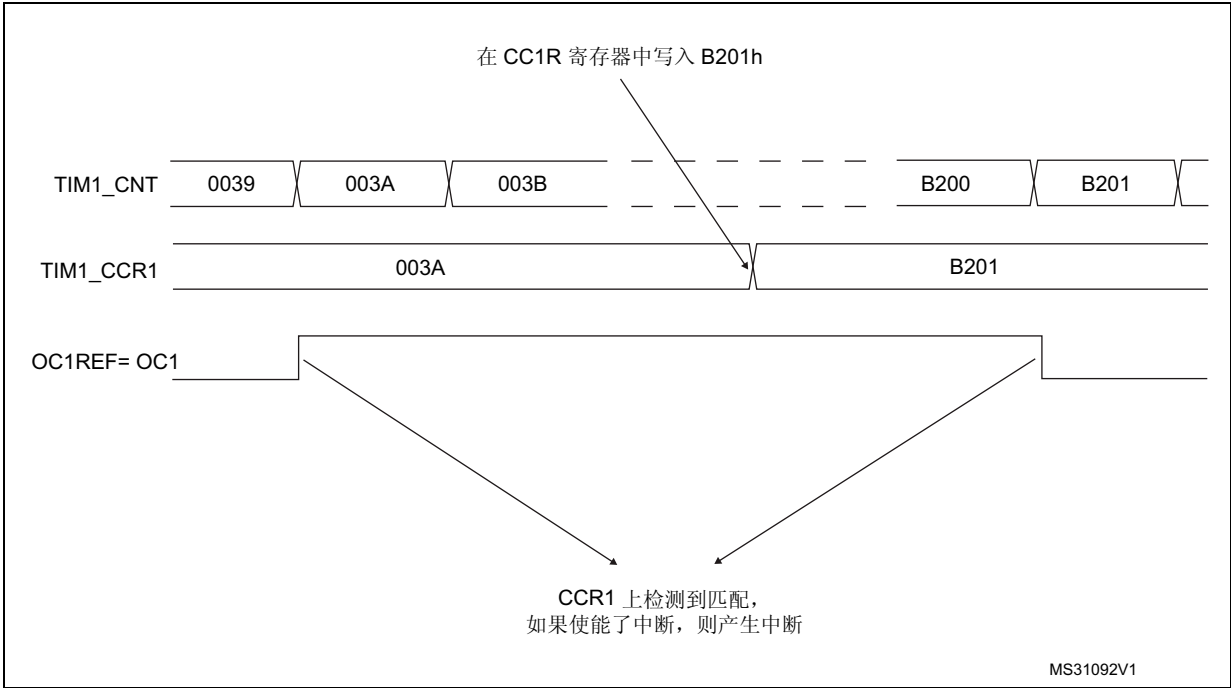 在 CC1R 寄存器中写入 B201h
TIM1_CNT 0039 003A 003B B200 B201
TIM1_CCR1 003A B201
OC1REF= OC1
CCR1 上检测到匹配，
如果使能了中断，则产生中断
MS31092V1